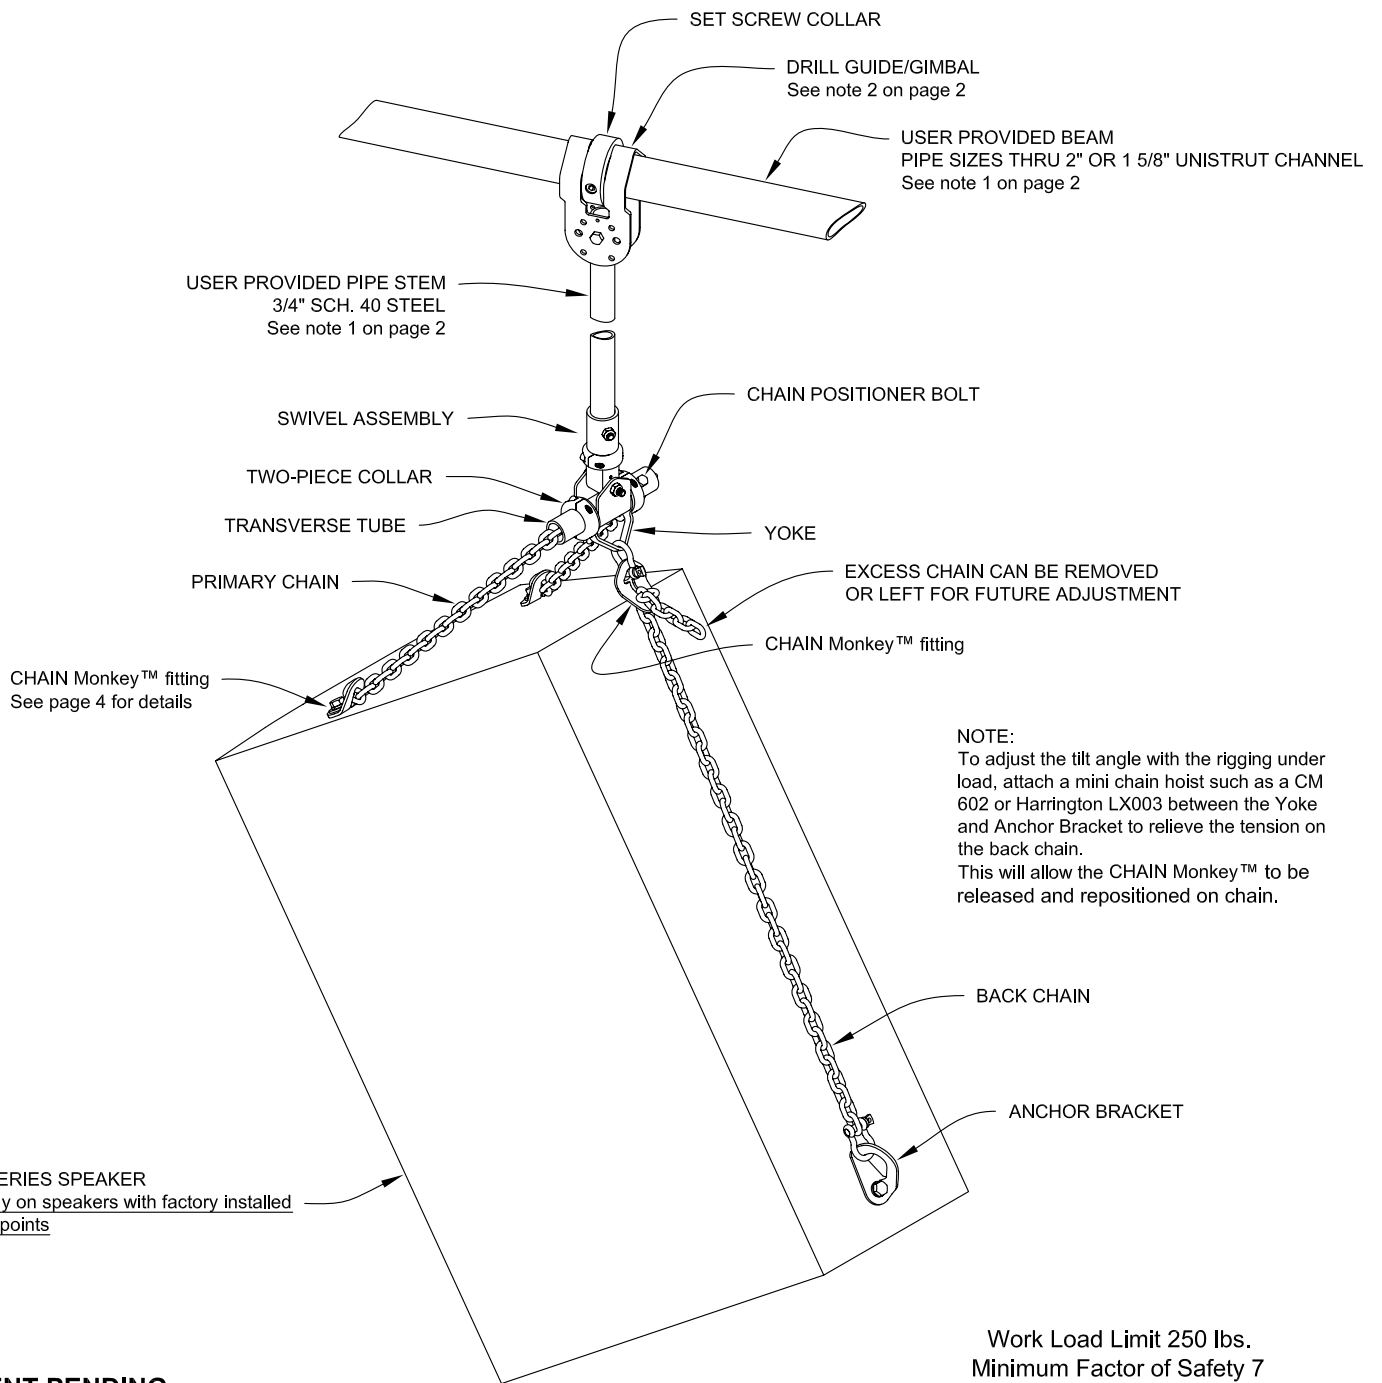 SET SCREW COLLAR
DRILL GUIDE/GIMBAL
See note 2 on page 2
USER PROVIDED BEAM
PIPE SIZES THRU 2" OR 1 5/8" UNISTRUT CHANNEL
See note 1 on page 2
USER PROVIDED PIPE STEM
3/4" SCH. 40 STEEL
See note 1 on page 2
CHAIN POSITIONER BOLT
SWIVEL ASSEMBLY
TWO-PIECE COLLAR
TRANSVERSE TUBE
YOKE
PRIMARY CHAIN
EXCESS CHAIN CAN BE REMOVED
OR LEFT FOR FUTURE ADJUSTMENT
CHAIN Monkey™ fitting
CHAIN Monkey™ fitting
See page 4 for details
NOTE:
To adjust the tilt angle with the rigging under
load, attach a mini chain hoist such as a CM
602 or Harrington LX003 between the Yoke
and Anchor Bracket to relieve the tension on
the back chain.
This will allow the CHAIN Monkey™ to be
released and repositioned on chain.
BACK CHAIN
ANCHOR BRACKET
SPEAKER
on speakers with factory installed
points
Work Load Limit 250 lbs.
Minimum Factor of Safety 7
PENDING